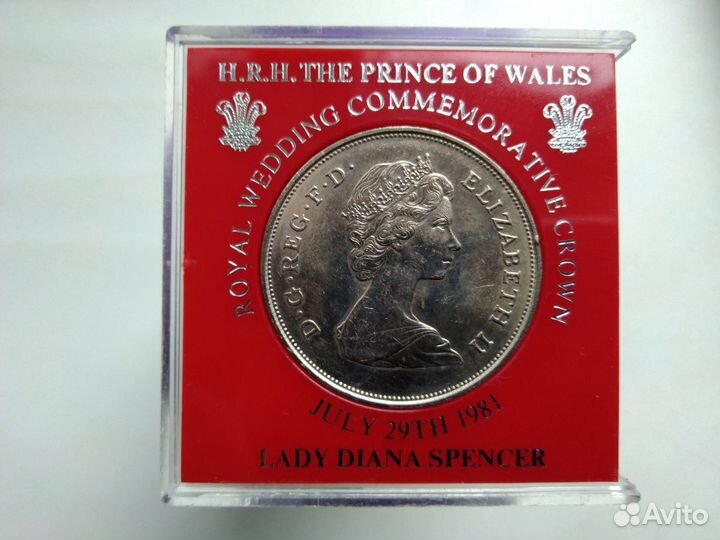 H.R.H. THE PRINCE OF WALES
ROYAL WEDDING COMMEMORATIVE CROWN
D·G·REG·F·D· ELIZABETH II
JULY 29TH 1981
LADY DIANA SPENCER
Avito